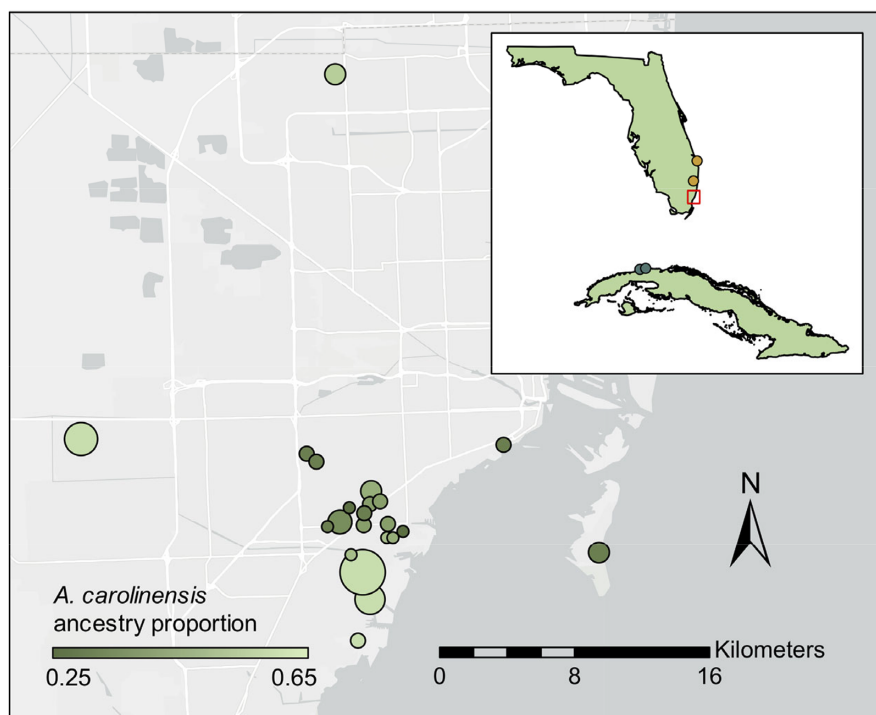 N
A. carolinensis
ancestry proportion
0.25 0.65
Kilometers
0 8 16